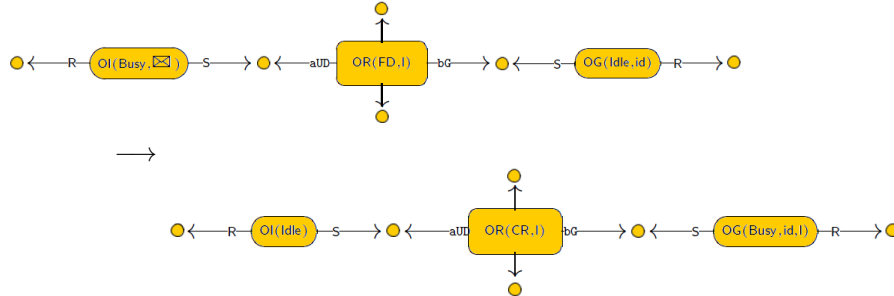 R OI(Busy,✉) S aUD OR(FD,I) bG S OG(Idle,id) R
R OI(Idle) S aUD OR(CR,I) bG S OG(Busy,id,I) R